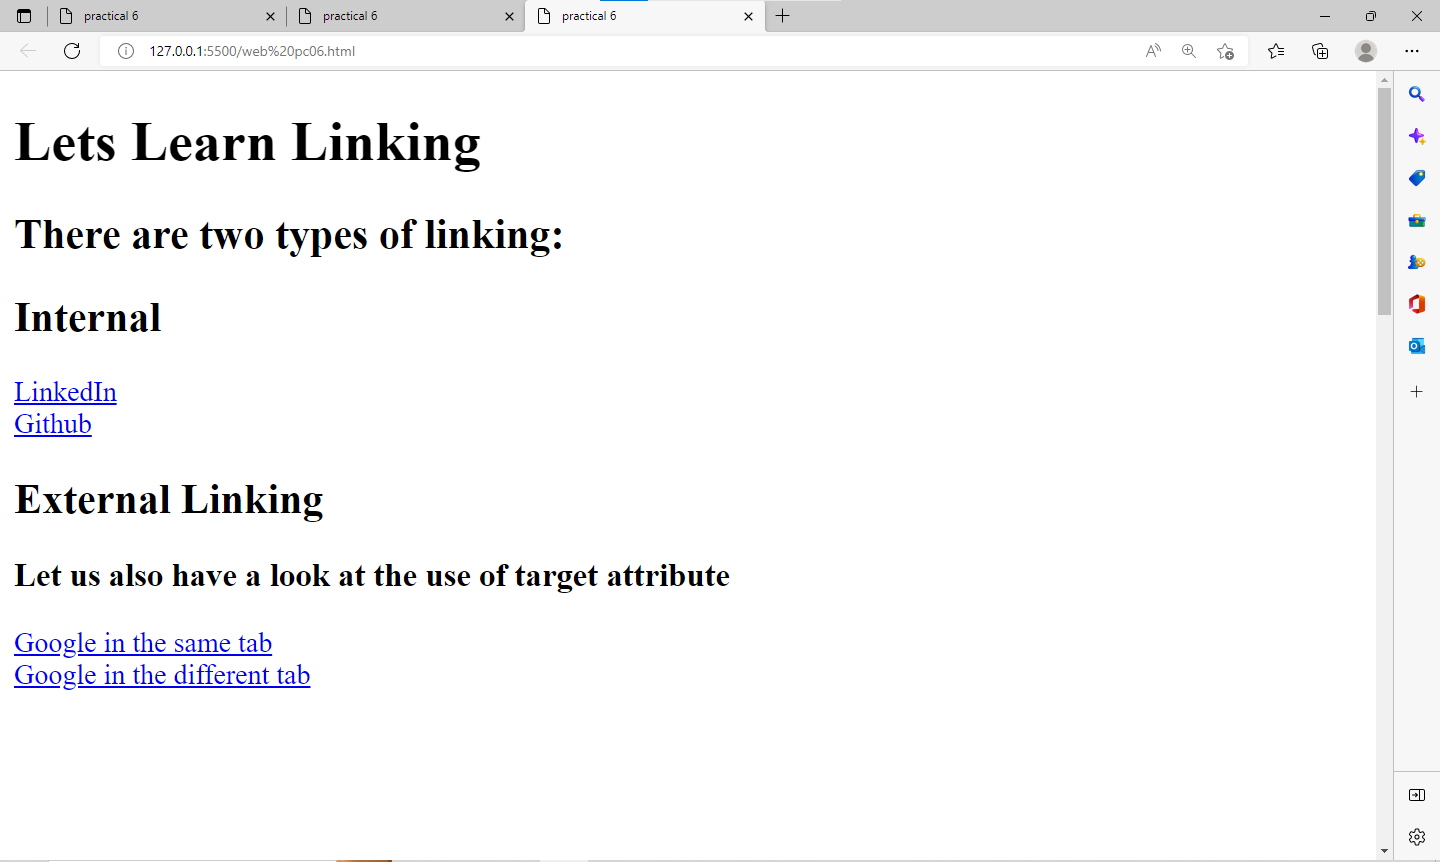 practical 6 practical 6 practical 6
127.0.0.1:5500/web%20pc06.html
Lets Learn Linking
There are two types of linking:
Internal
LinkedIn
Github
External Linking
Let us also have a look at the use of target attribute
Google in the same tab
Google in the different tab